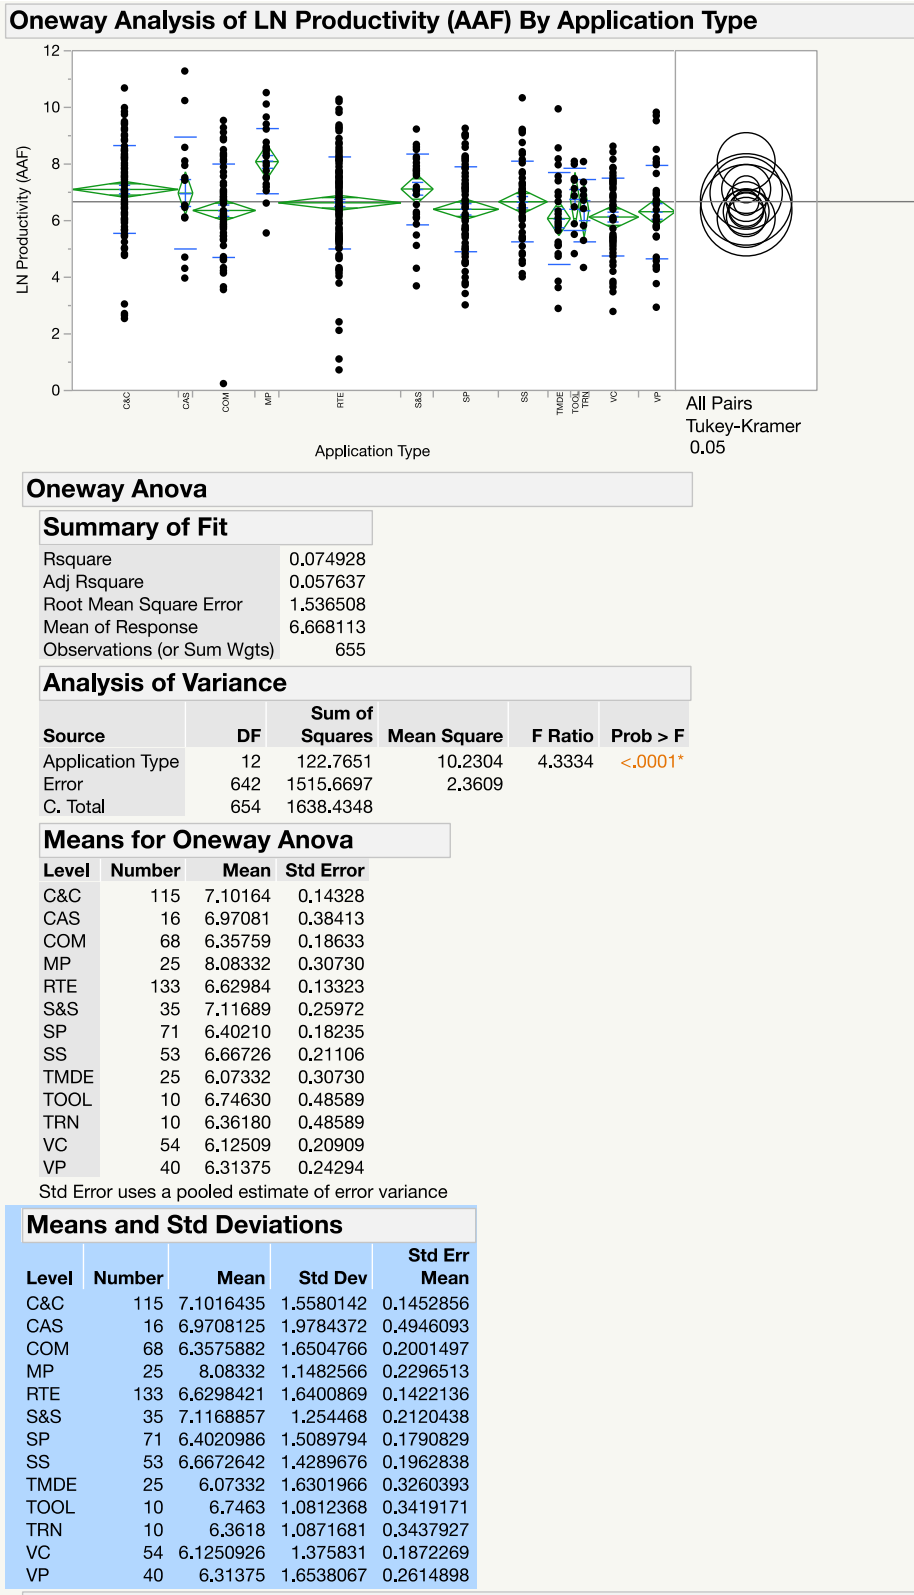 Oneway Analysis of LN Productivity (AAF) By Application Type
12
10
8
6
4
2
0
LN Productivity (AAF)
C&C
CAS
COM
MP
RTE
S&S
SP
SS
TMDE
TOOL
TRN
VC
VP
Application Type
All Pairs
Tukey-Kramer
0.05
Oneway Anova
Summary of Fit
Rsquare 0.074928
Adj Rsquare 0.057637
Root Mean Square Error 1.536508
Mean of Response 6.668113
Observations (or Sum Wgts) 655
Analysis of Variance
Sum of
Source DF Squares Mean Square F Ratio Prob > F
Application Type 12 122.7651 10.2304 4.3334 <.0001*
Error 642 1515.6697 2.3609
C. Total 654 1638.4348
Means for Oneway Anova
Level Number Mean Std Error
C&C 115 7.10164 0.14328
CAS 16 6.97081 0.38413
COM 68 6.35759 0.18633
MP 25 8.08332 0.30730
RTE 133 6.62984 0.13323
S&S 35 7.11689 0.25972
SP 71 6.40210 0.18235
SS 53 6.66726 0.21106
TMDE 25 6.07332 0.30730
TOOL 10 6.74630 0.48589
TRN 10 6.36180 0.48589
VC 54 6.12509 0.20909
VP 40 6.31375 0.24294
Std Error uses a pooled estimate of error variance
Means and Std Deviations
Std Err
Level Number Mean Std Dev Mean
C&C 115 7.1016435 1.5580142 0.1452856
CAS 16 6.9708125 1.9784372 0.4946093
COM 68 6.3575882 1.6504766 0.2001497
MP 25 8.08332 1.1482566 0.2296513
RTE 133 6.6298421 1.6400869 0.1422136
S&S 35 7.1168857 1.254468 0.2120438
SP 71 6.4020986 1.5089794 0.1790829
SS 53 6.6672642 1.4289676 0.1962838
TMDE 25 6.07332 1.6301966 0.3260393
TOOL 10 6.7463 1.0812368 0.3419171
TRN 10 6.3618 1.0871681 0.3437927
VC 54 6.1250926 1.375831 0.1872269
VP 40 6.31375 1.6538067 0.2614898